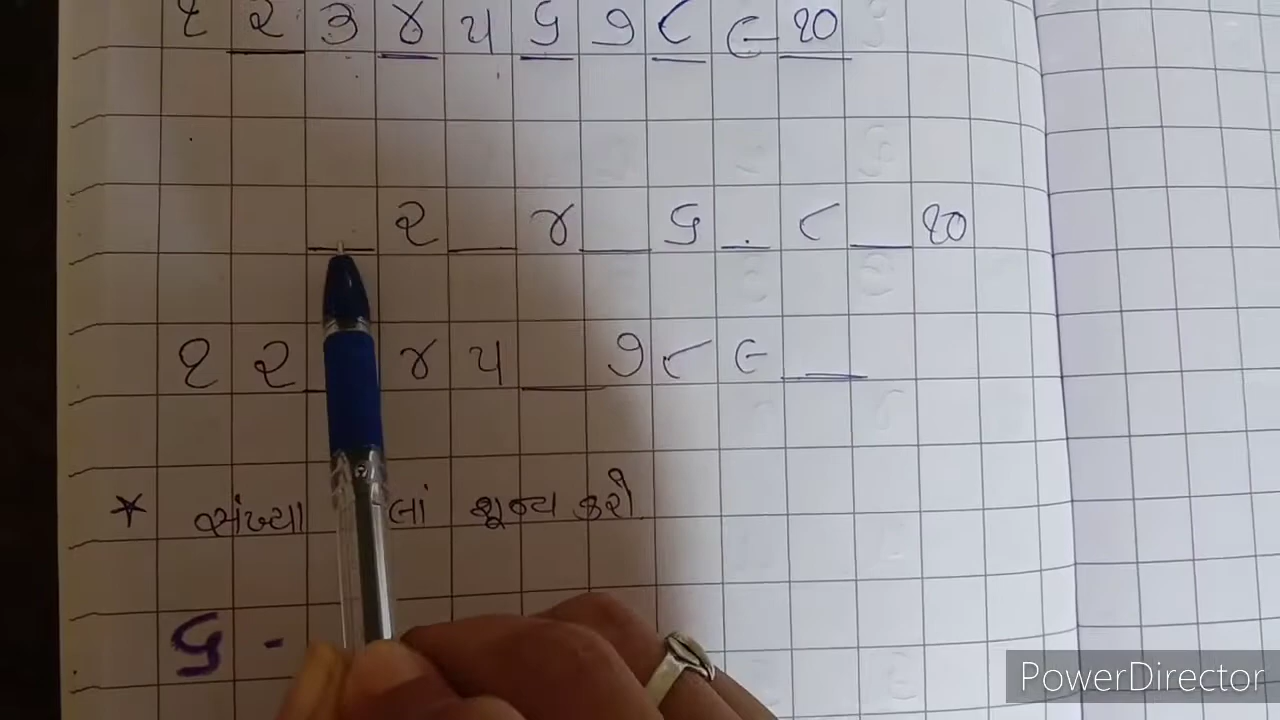 ૧ ૨ ૩ ૪ ૫ ૬ ૭ ૮ ૯ ૧૦
_ ૨ _ ૪ _ ૬ _ ૮ _ ૧૦
૧ ૨ _ ૪ ૫ _ ૭ ૮ ૯ _
* સંખ્યા લાં શૂન્ય કરો
૬ -
PowerDirector